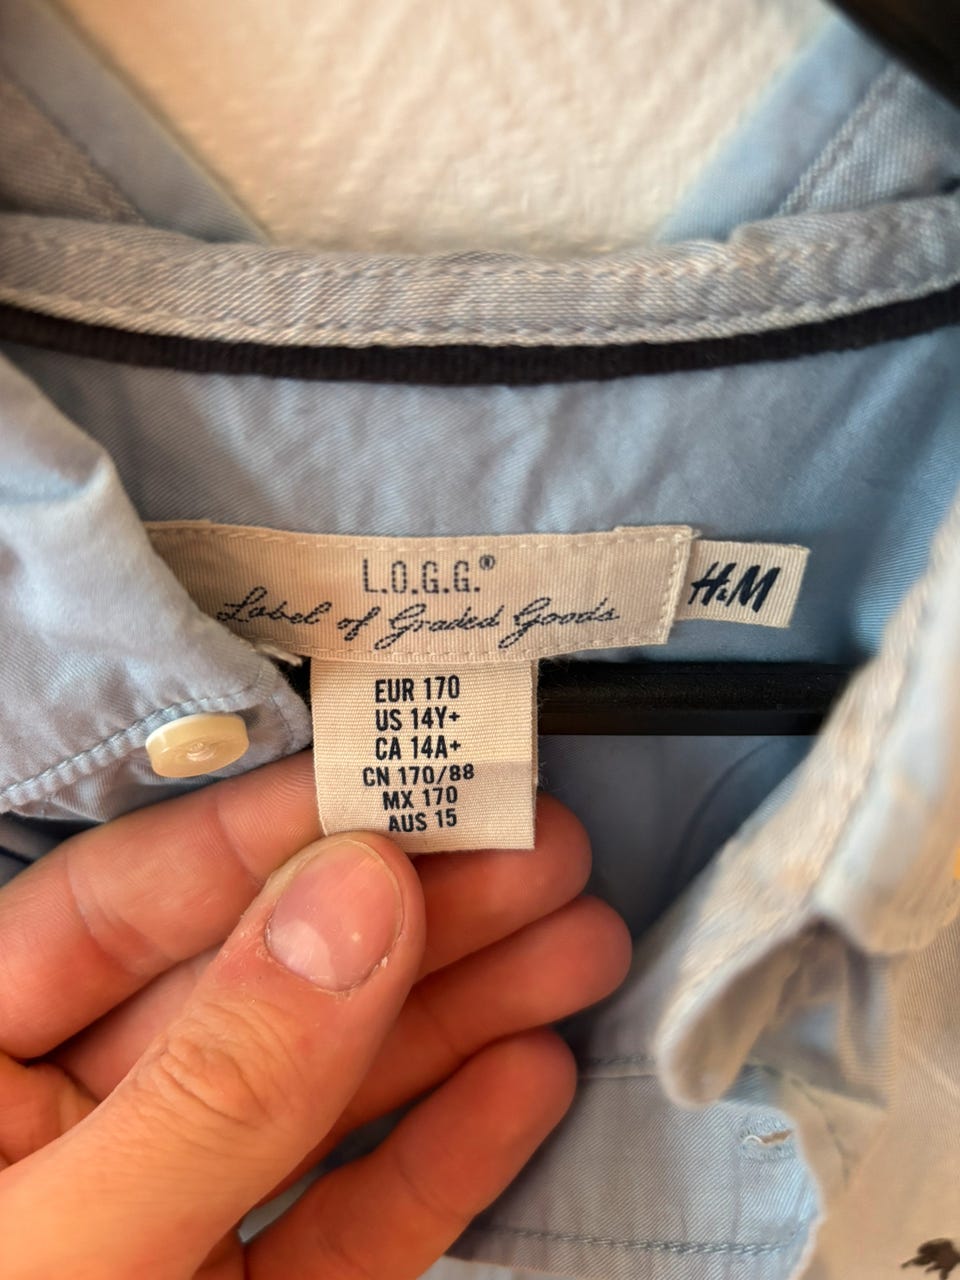 L.O.G.G.®
Label of Graded Goods
H&M
EUR 170
US 14Y+
CA 14A+
CN 170/88
MX 170
AUS 15